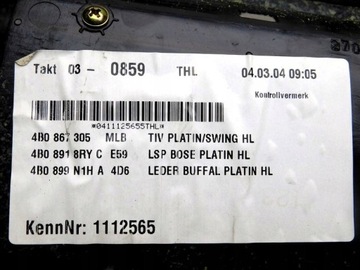 Takt 03- 0859 THL 04.03.04 09:05
Kontrollvermerk
*0411125655THL*
4B0 867 305 MLB TIV PLATIN/SWING HL
4B0 891 8RY C E59 LSP BOSE PLATIN HL
4B0 899 N1H A 4D6 LEDER BUFFAL PLATIN HL
KennNr: 1112565